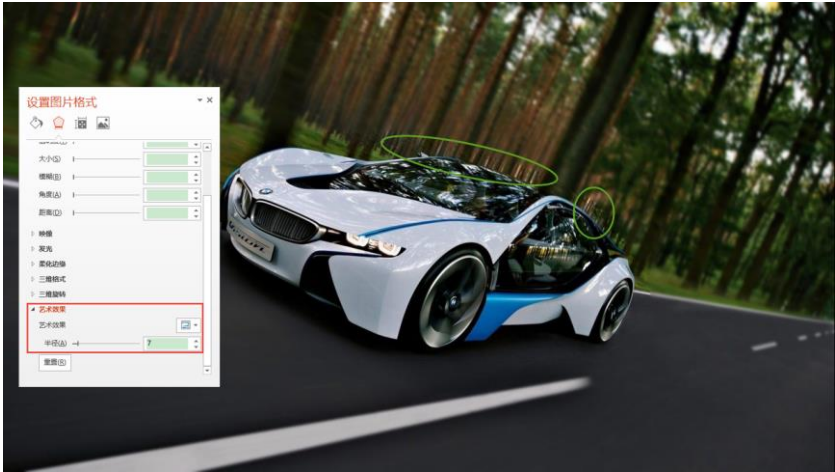 设置图片格式
大小(S)
模糊(B)
角度(A)
距离(D)
映像
发光
柔化边缘
三维格式
三维旋转
艺术效果
艺术效果
半径(A) 7
重置(R)